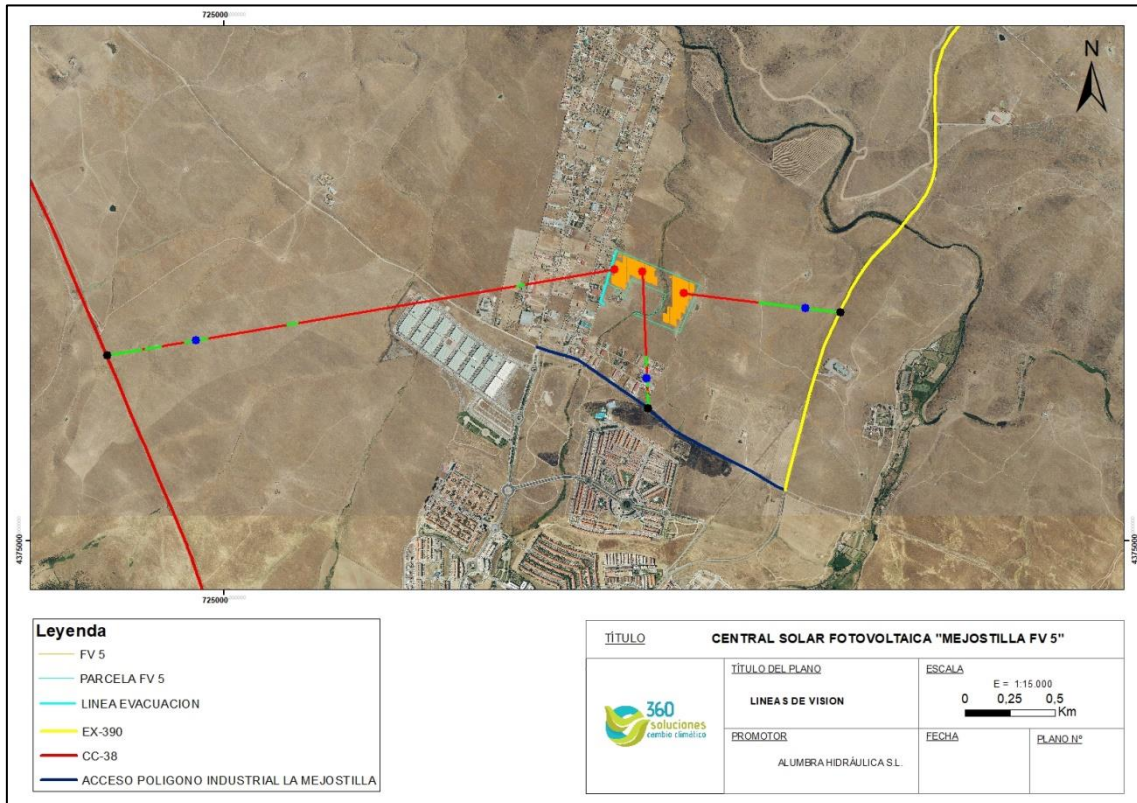 725000
N
4375000
4375000
725000
Leyenda
FV 5
PARCELA FV 5
LINEA EVACUACION
EX-390
CC-38
ACCESO POLIGONO INDUSTRIAL LA MEJOSTILLA
TÍTULO
CENTRAL SOLAR FOTOVOLTAICA "MEJOSTILLA FV 5"
360
soluciones
cambio climático
TÍTULO DEL PLANO
LINEAS DE VISION
ESCALA
E = 1:15.000
0 0,25 0,5
Km
PROMOTOR
ALUMBRA HIDRÁULICA S.L.
FECHA
PLANO Nº